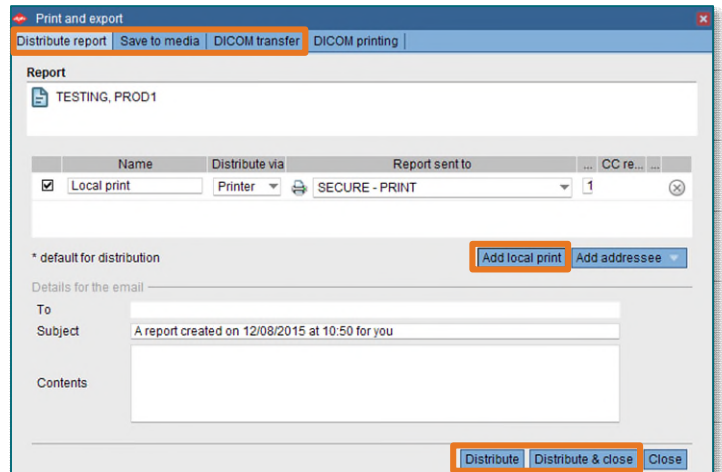 Print and export
Distribute report Save to media DICOM transfer DICOM printing
Report
TESTING, PROD1
Name Distribute via Report sent to ... CC re... ...
Local print Printer SECURE - PRINT 1
* default for distribution Add local print Add addressee
Details for the email
To
Subject A report created on 12/08/2015 at 10:50 for you
Contents
Distribute Distribute & close Close